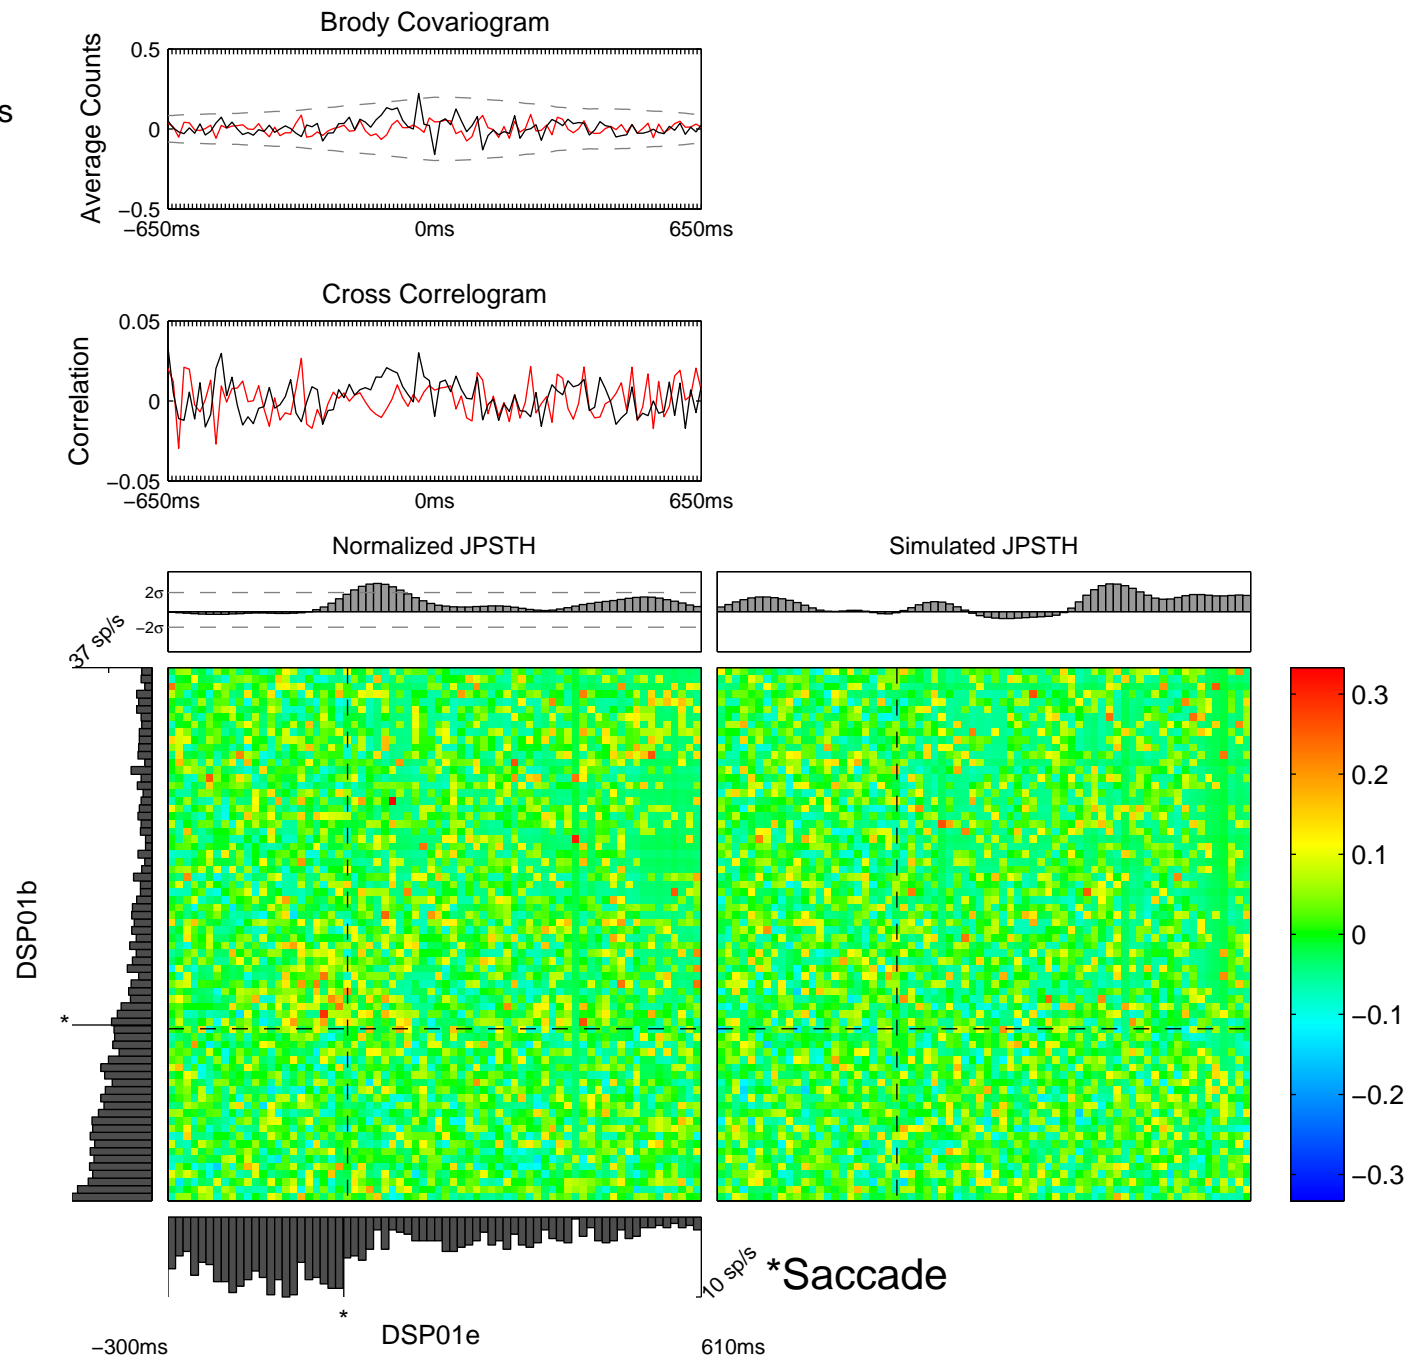 Brody Covariogram
s
Average Counts
0.5
0
−0.5
−650ms 0ms 650ms
Cross Correlogram
Correlation
0.05
0
−0.05
−650ms 0ms 650ms
Normalized JPSTH
Simulated JPSTH
2σ
−2σ
37 sp/s
DSP01b
*
0.3
0.2
0.1
0
−0.1
−0.2
−0.3
10 sp/s
*Saccade
*
DSP01e
−300ms 610ms